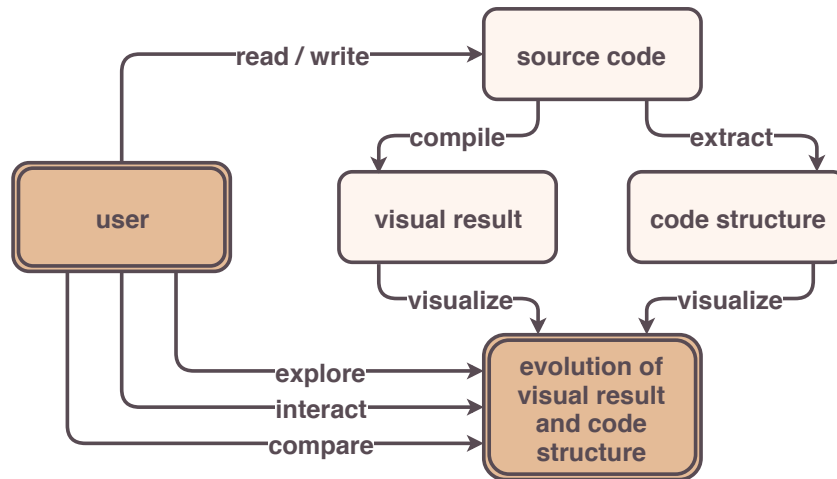 read / write
source code
compile
extract
user
visual result
code structure
visualize
visualize
explore
interact
compare
evolution of
visual result
and code
structure